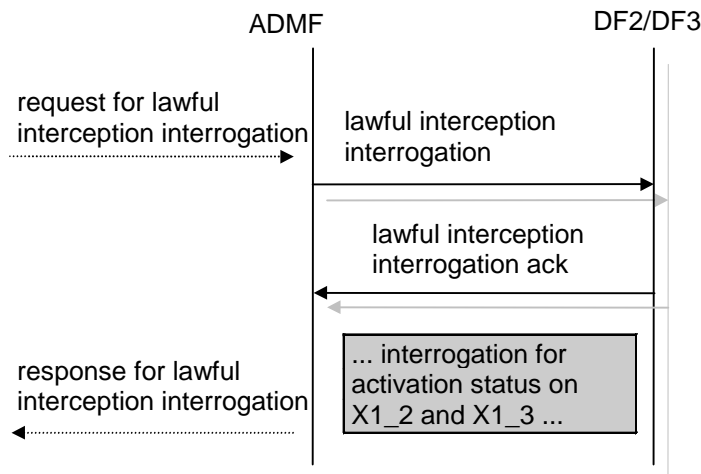 ADMF
DF2/DF3
request for lawful
interception interrogation
lawful interception
interrogation
lawful interception
interrogation ack
... interrogation for
activation status on
X1_2 and X1_3 ...
response for lawful
interception interrogation